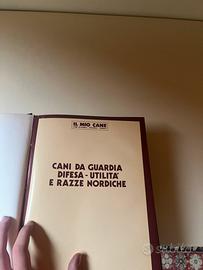 IL MIO CANE
CANI DA GUARDIA
DIFESA - UTILITA'
E RAZZE NORDICHE